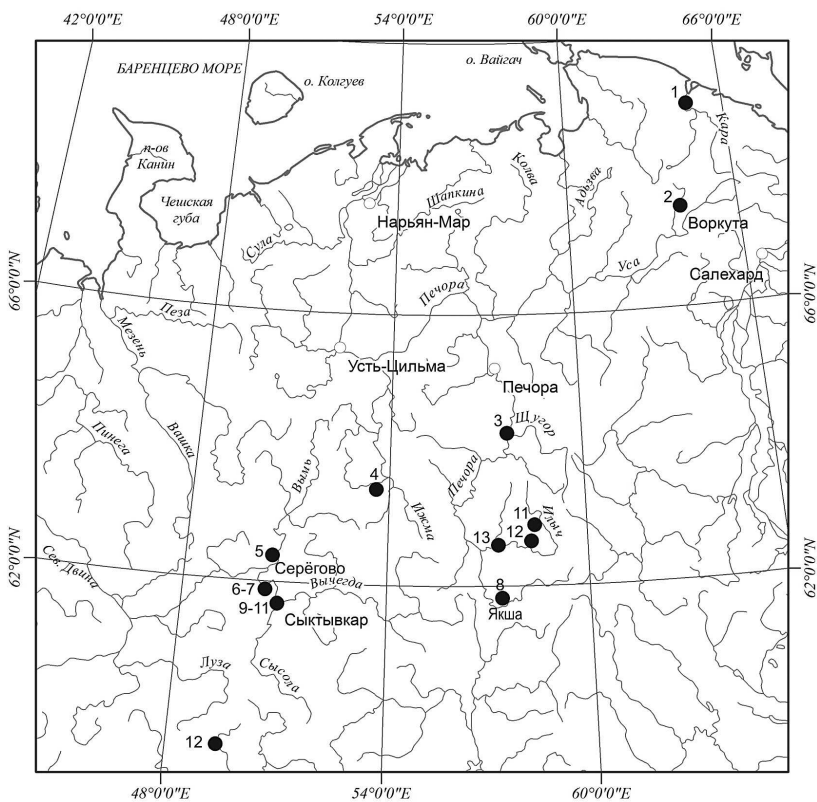 42°0'0"E
48°0'0"E
54°0'0"E
60°0'0"E
66°0'0"E
БАРЕНЦЕВО МОРЕ
о. Колгуев
о. Вайгач
1
Кара
п-ов
Канин
Колва
Адьзва
Чешская
губа
Шапкина
2
Нарьян-Мар
Воркута
Сула
Уса
Салехард
66°0'0"N
66°0'0"N
Печора
Пеза
Мезень
Усть-Цильма
Печора
3
Щугор
Пинега
Вашка
Вымь
4
Печора
Ижма
11
Илыч
12
13
5
Серёгово
62°0'0"N
62°0'0"N
Сев. Двина
6-7
Вычегда
8
9-11
Сыктывкар
Якша
Луза
Сысола
12
48°0'0"E
54°0'0"E
60°0'0"E